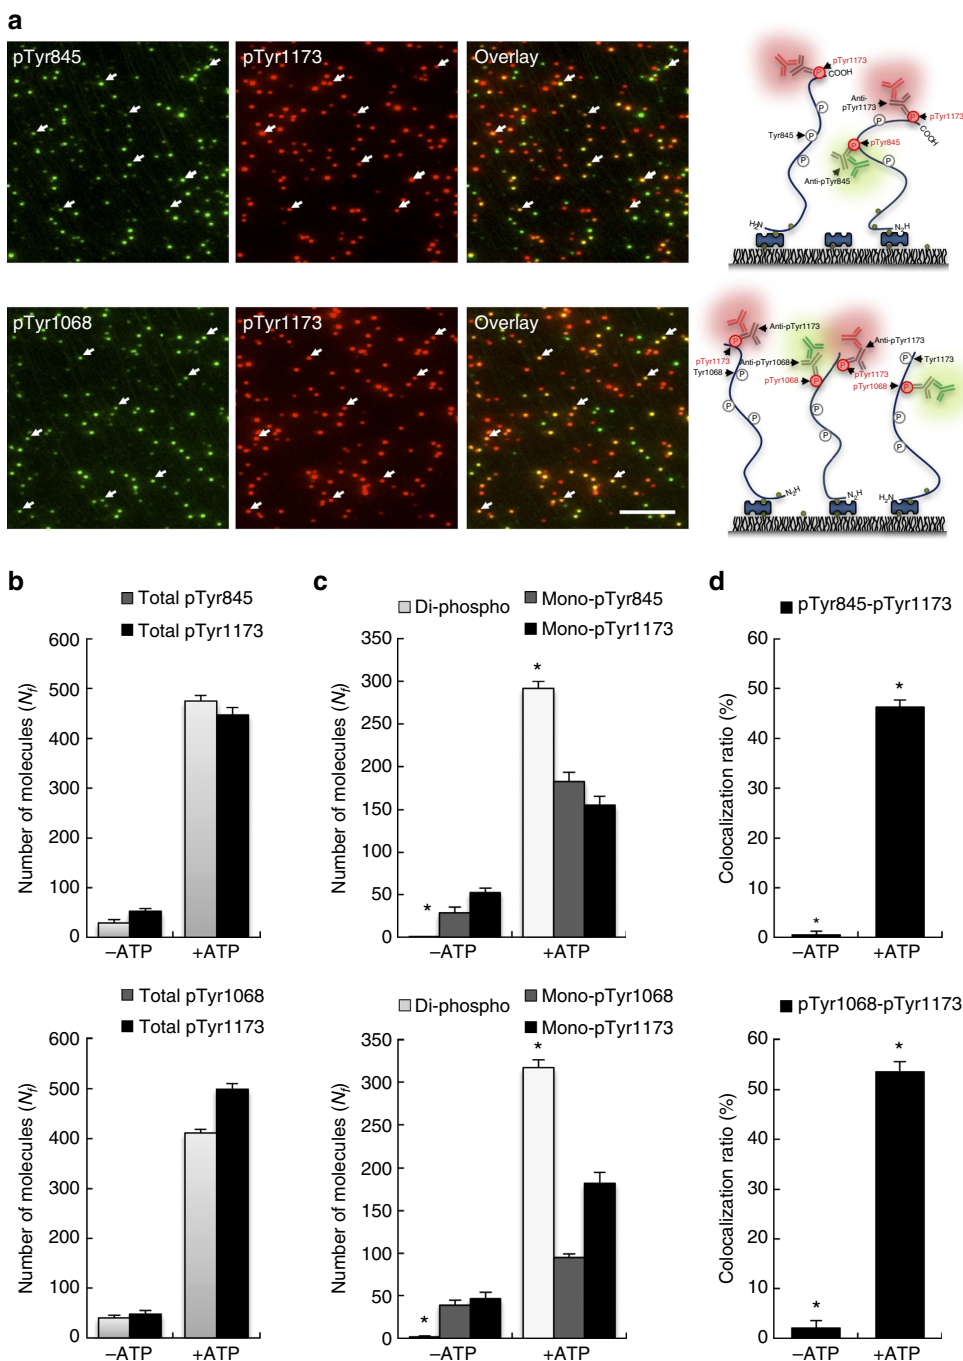 a
pTyr845
pTyr1173
Overlay
pTyr1173
COOH
Anti-
pTyr1173
pTyr1173
COOH
P
P
P
P
P
P
P
Tyr845
pTyr845
Anti-pTyr845
H₂N
N₂H
pTyr1068
pTyr1173
Overlay
Anti-pTyr1173
Anti-pTyr1173
pTyr1173
Tyr1068
Anti-pTyr1068
pTyr1173
pTyr1068
Tyr1173
pTyr1068
P
P
P
P
P
P
P
P
P
P
P
P
N₂H
N₂H
H₂N
b
Total pTyr845
Total pTyr1173
Number of molecules (Nf)
600
500
400
300
200
100
0
–ATP
+ATP
c
Di-phospho
Mono-pTyr845
Mono-pTyr1173
Number of molecules (Nf)
350
300
250
200
150
100
50
0
*
*
–ATP
+ATP
d
pTyr845-pTyr1173
Colocalization ratio (%)
60
50
40
30
20
10
0
*
*
–ATP
+ATP
Total pTyr1068
Total pTyr1173
Number of molecules (Nf)
600
500
400
300
200
100
0
–ATP
+ATP
Di-phospho
Mono-pTyr1068
Mono-pTyr1173
Number of molecules (Nf)
350
300
250
200
150
100
50
0
*
*
–ATP
+ATP
pTyr1068-pTyr1173
Colocalization ratio (%)
60
50
40
30
20
10
0
*
*
–ATP
+ATP